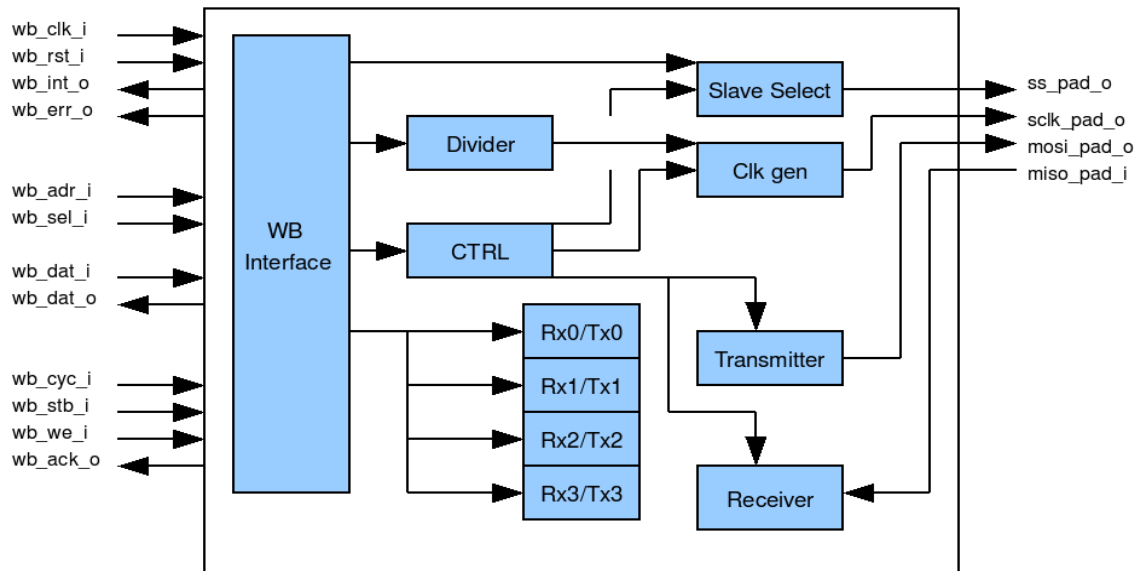 wb_clk_i
wb_rst_i
wb_int_o
wb_err_o
wb_adr_i
wb_sel_i
wb_dat_i
wb_dat_o
wb_cyc_i
wb_stb_i
wb_we_i
wb_ack_o
WB
Interface
Divider
CTRL
Rx0/Tx0
Rx1/Tx1
Rx2/Tx2
Rx3/Tx3
Slave Select
Clk gen
Transmitter
Receiver
ss_pad_o
sclk_pad_o
mosi_pad_o
miso_pad_i